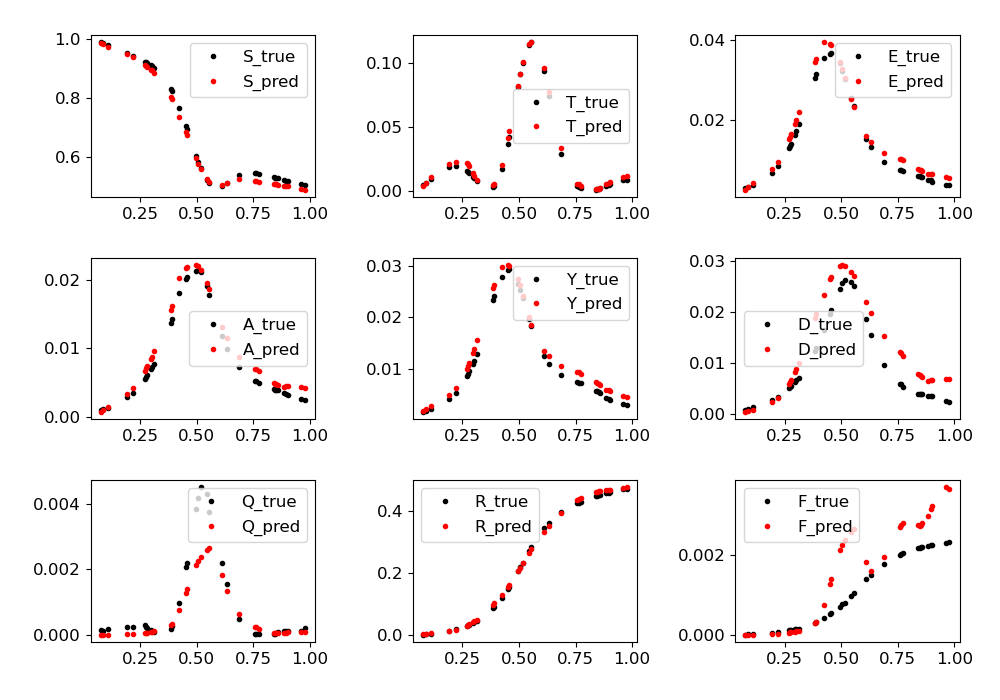 1.0
0.8
0.6
0.25 0.50 0.75 1.00
S_true
S_pred
0.10
0.05
0.00
0.25 0.50 0.75 1.00
T_true
T_pred
0.04
0.02
0.25 0.50 0.75 1.00
E_true
E_pred
0.02
0.01
0.00
0.25 0.50 0.75 1.00
A_true
A_pred
0.03
0.02
0.01
0.25 0.50 0.75 1.00
Y_true
Y_pred
0.03
0.02
0.01
0.00
0.25 0.50 0.75 1.00
D_true
D_pred
0.004
0.002
0.000
0.25 0.50 0.75 1.00
Q_true
Q_pred
0.4
0.2
0.0
0.25 0.50 0.75 1.00
R_true
R_pred
0.002
0.000
0.25 0.50 0.75 1.00
F_true
F_pred